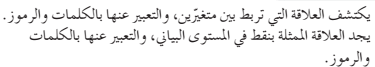 يكتشف العلاقة التي تربط بين متغيّرين، والتعبير عنها بالكلمات والرموز.
يجد العلاقة الممثلة بنقط في المستوى البياني، والتعبير عنها بالكلمات
والرموز.